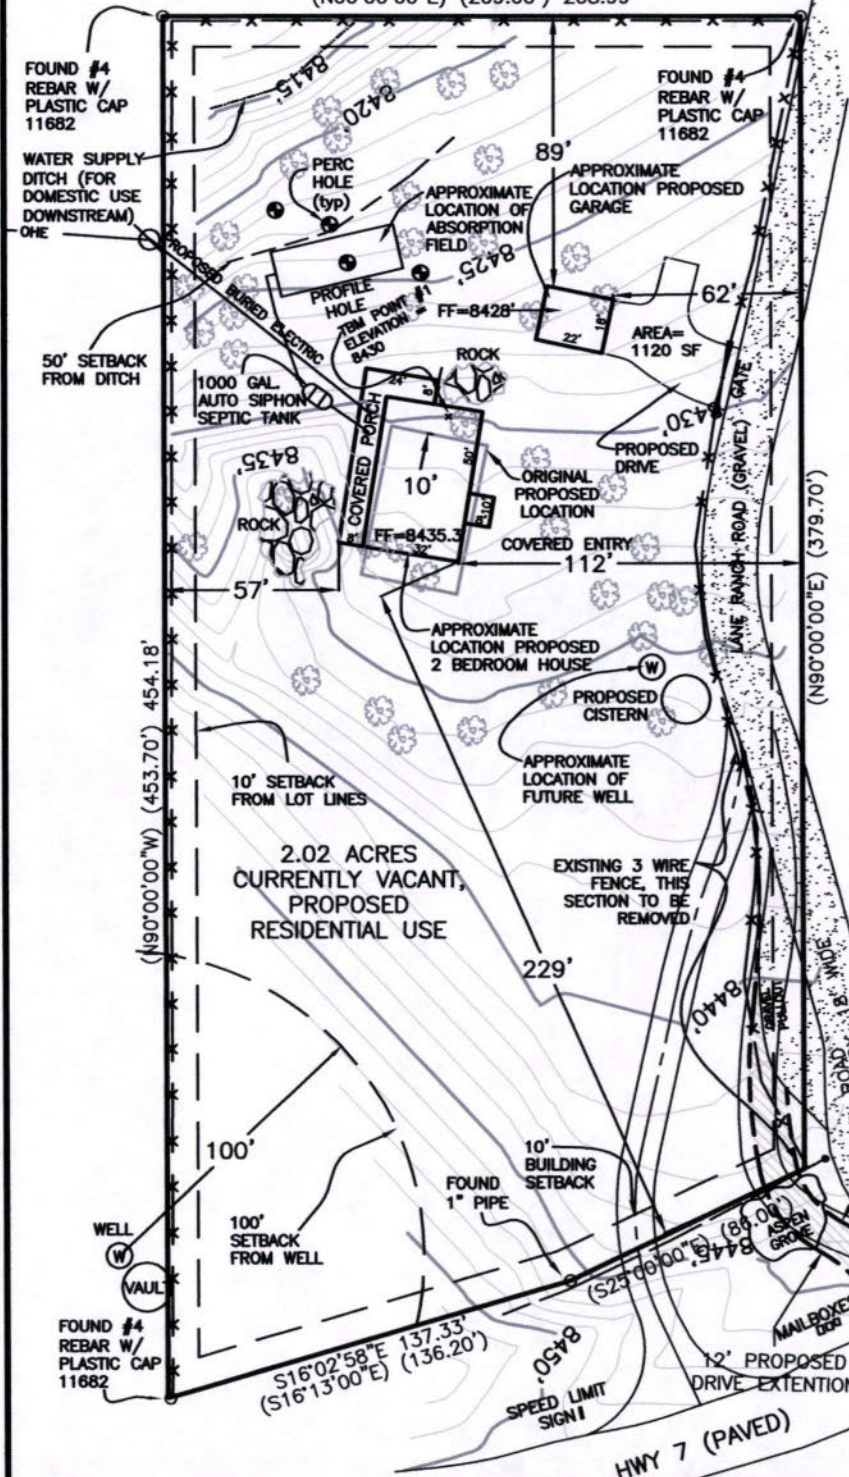 FOUND #4
REBAR W/
PLASTIC CAP
11682
8415'
8420'
FOUND #4
REBAR W/
PLASTIC CAP
11682
WATER SUPPLY
DITCH (FOR
DOMESTIC USE
DOWNSTREAM)
OHE
PERC
HOLE
(typ)
89'
APPROXIMATE
LOCATION OF
ABSORPTION
FIELD
APPROXIMATE
LOCATION PROPOSED
GARAGE
PROPOSED BURIED ELECTRIC
8425'
PROFILE
HOLE
TBM POINT #1
ELEVATION =
8430
FF=8428'
18'
22'
62'
AREA=
1120 SF
50' SETBACK
FROM DITCH
1000 GAL.
AUTO SIPHON
SEPTIC TANK
ROCK
24'
8'
COVERED PORCH
8430'
GATE
PROPOSED
DRIVE
8435'
ROCK
10'
50'
ORIGINAL
PROPOSED
LOCATION
FF=8435.3
8'
32'
COVERED ENTRY
112'
57'
LANE RANCH ROAD (GRAVEL)
(N90°00'00"E) (379.70')
APPROXIMATE
LOCATION PROPOSED
2 BEDROOM HOUSE
W
PROPOSED
CISTERN
(N90°00'00"W) (453.70') 454.18'
10' SETBACK
FROM LOT LINES
APPROXIMATE
LOCATION OF
FUTURE WELL
2.02 ACRES
CURRENTLY VACANT,
PROPOSED
RESIDENTIAL USE
EXISTING 3 WIRE
FENCE, THIS
SECTION TO BE
REMOVED
229'
8440'
GRAVEL
PULLOUT
ROAD 18' WIDE
100'
100'
SETBACK
FROM WELL
FOUND
1" PIPE
10'
BUILDING
SETBACK
WELL
W
VAULT
(S25°00'00"E) (86.00')
8445'
ASPEN
GROVE
FOUND #4
REBAR W/
PLASTIC CAP
11682
S16°02'58"E 137.33'
(S16°13'00"E) (136.20')
8450'
MAILBOXES
12' PROPOSED
DRIVE EXTENTION
SPEED LIMIT
SIGN
HWY 7 (PAVED)